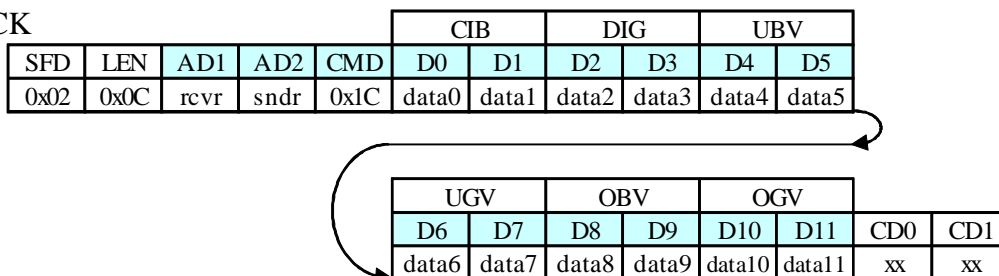 CK
CIB DIG UBV
SFD LEN AD1 AD2 CMD D0 D1 D2 D3 D4 D5
0x02 0x0C rcvr sndr 0x1C data0 data1 data2 data3 data4 data5
UGV OBV OGV
D6 D7 D8 D9 D10 D11 CD0 CD1
data6 data7 data8 data9 data10 data11 xx xx